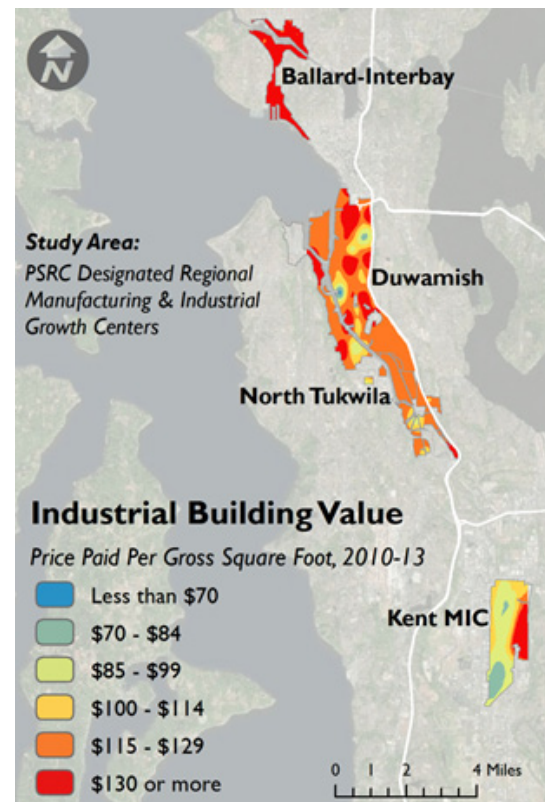 N
Ballard-Interbay
Study Area:
PSRC Designated Regional
Manufacturing & Industrial
Growth Centers
Duwamish
North Tukwila
Industrial Building Value
Price Paid Per Gross Square Foot, 2010-13
Less than $70
$70 - $84
$85 - $99
$100 - $114
$115 - $129
$130 or more
Kent MIC
0 1 2 4 Miles